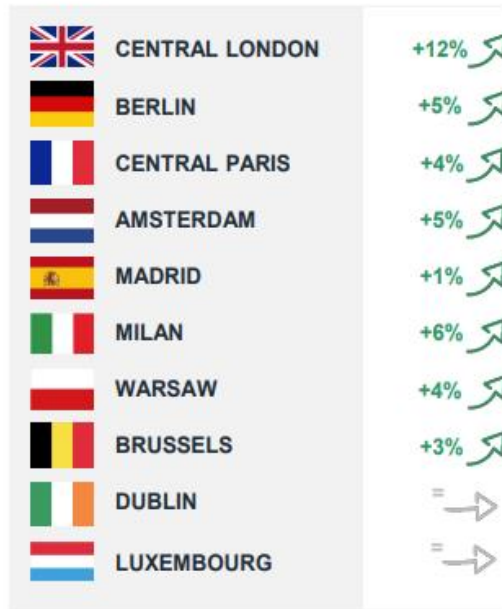 CENTRAL LONDON +12%
BERLIN +5%
CENTRAL PARIS +4%
AMSTERDAM +5%
MADRID +1%
MILAN +6%
WARSAW +4%
BRUSSELS +3%
DUBLIN =
LUXEMBOURG =